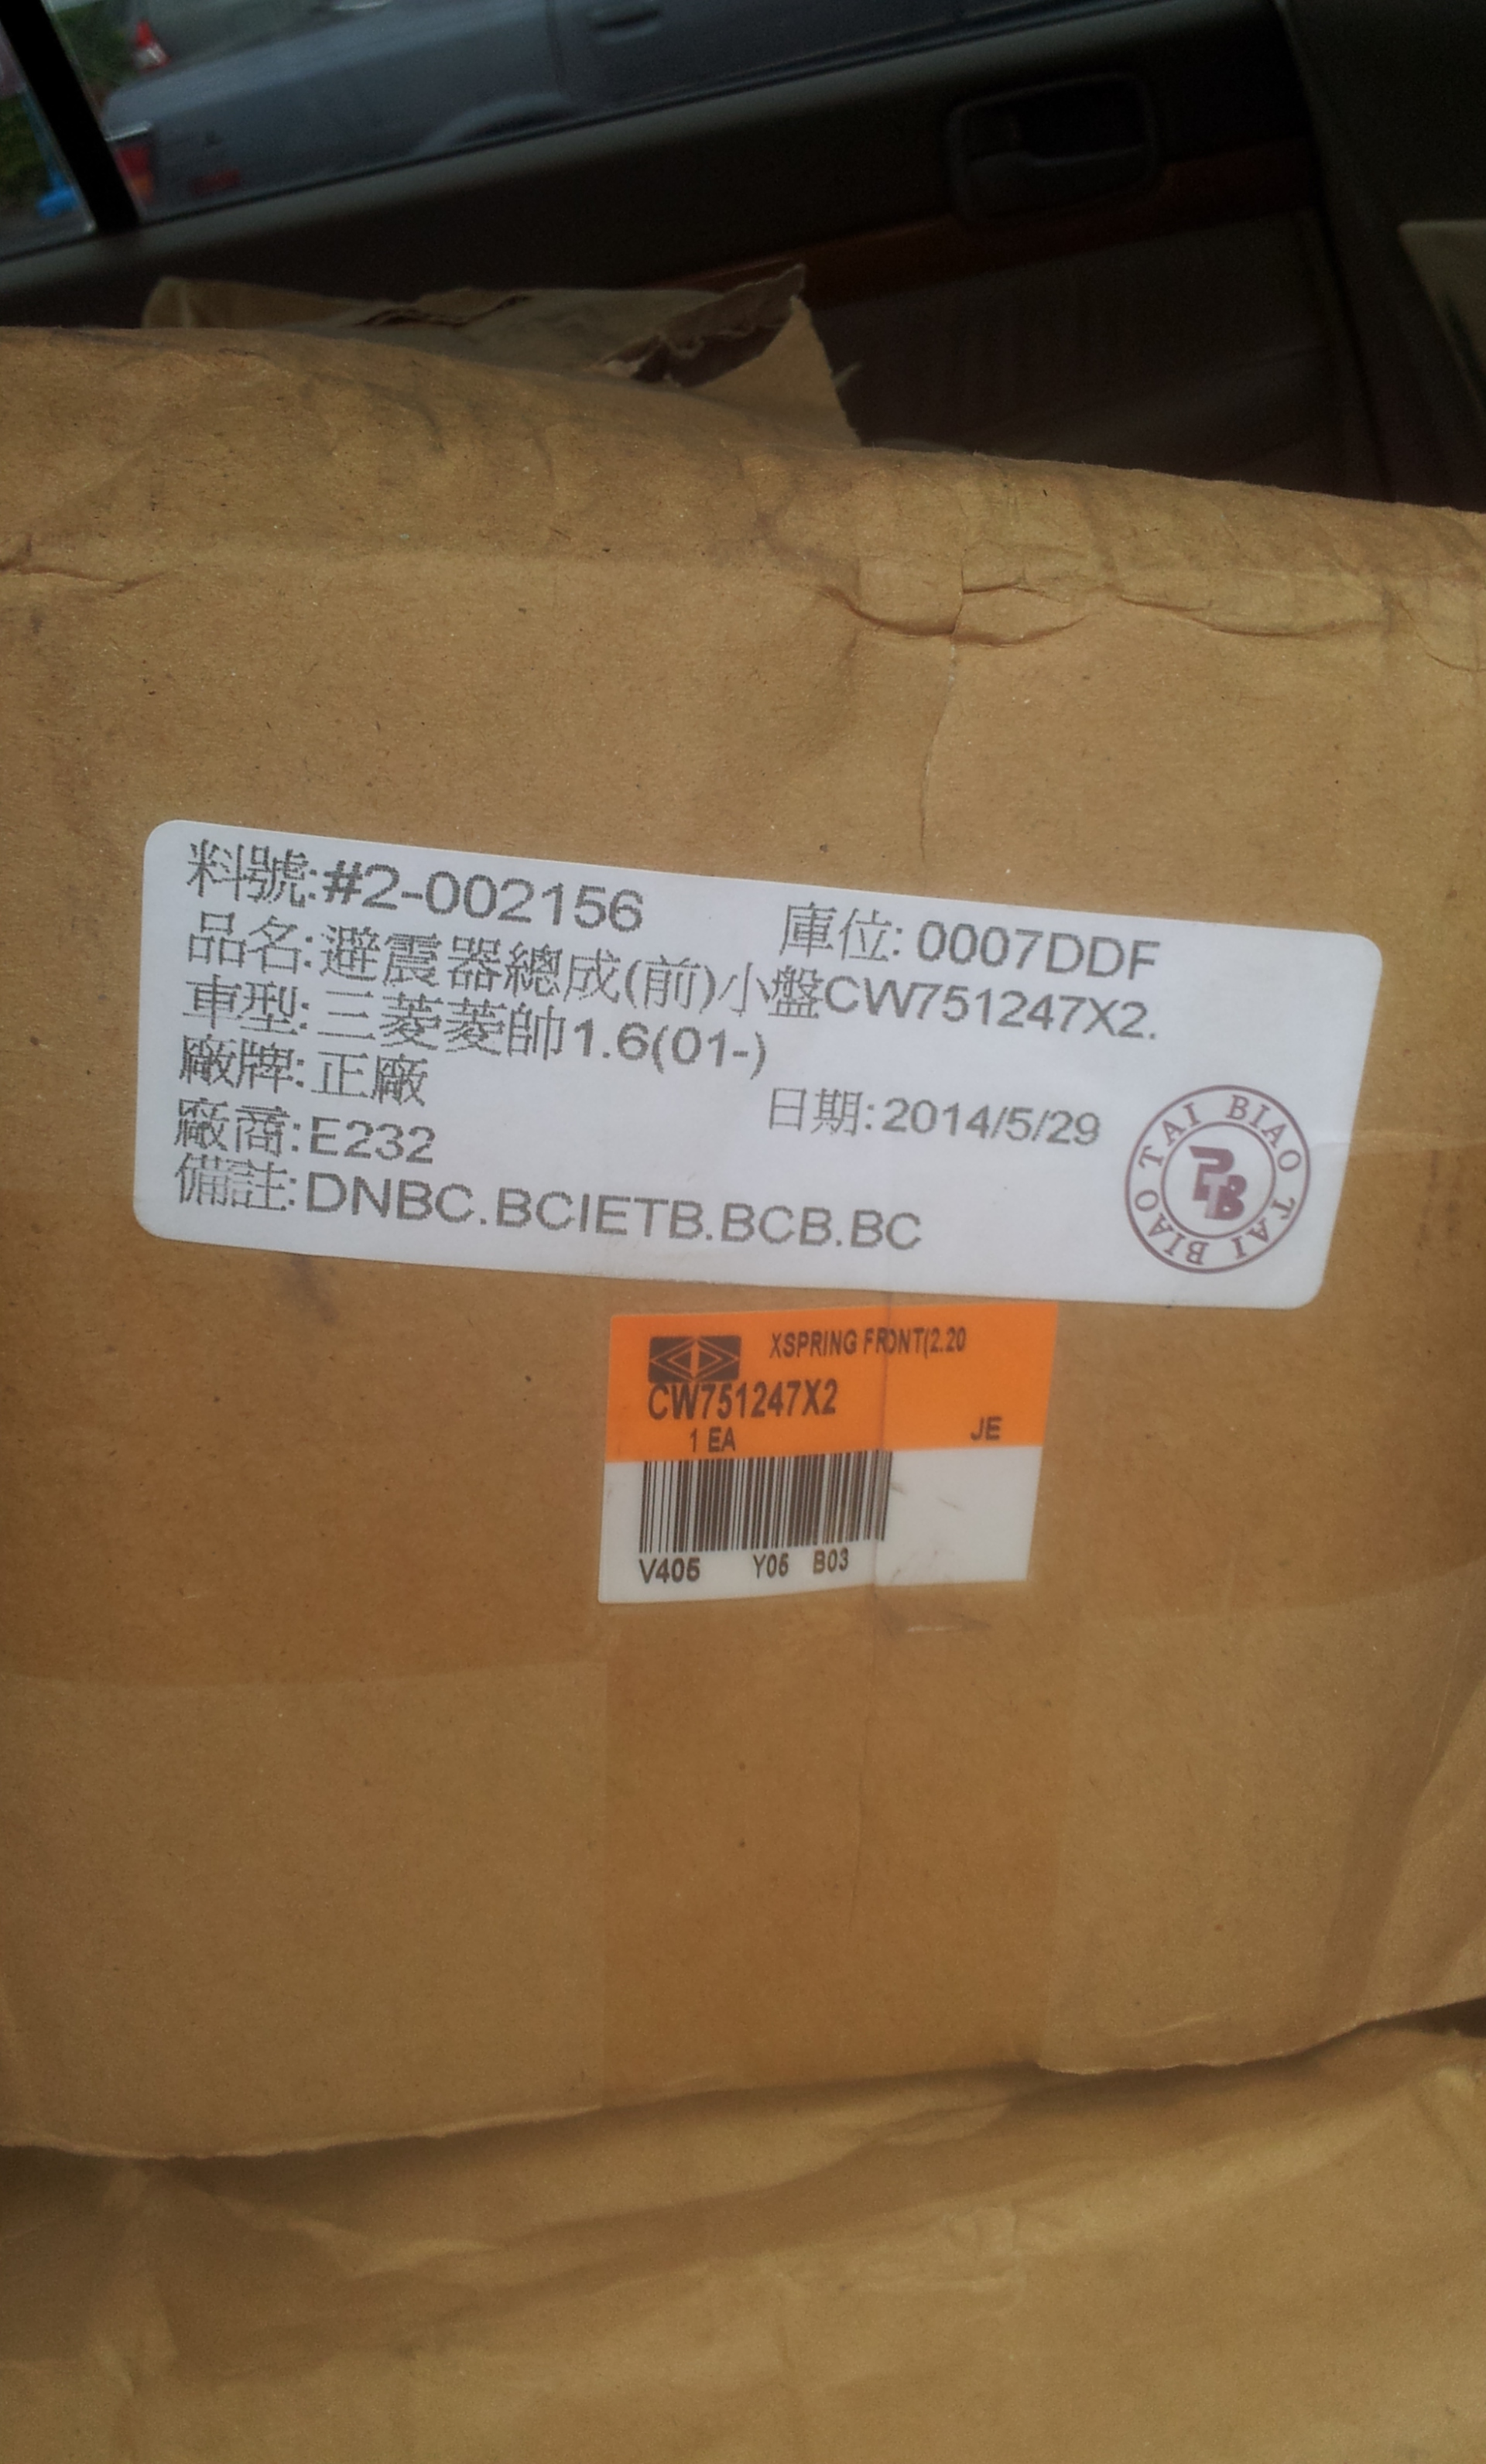 料號:#2-002156 庫位:0007DDF
品名:避震器總成(前)小盤CW751247X2.
車型:三菱菱帥1.6(01-)
廠牌:正廠
廠商:E232 日期:2014/5/29
備註:DNBC.BCIETB.BCB.BC
TAI BIAO TAI BIAO
PTB
XSPRING FRONT(2.20
CW751247X2
1 EA JE
V405 Y05 B03